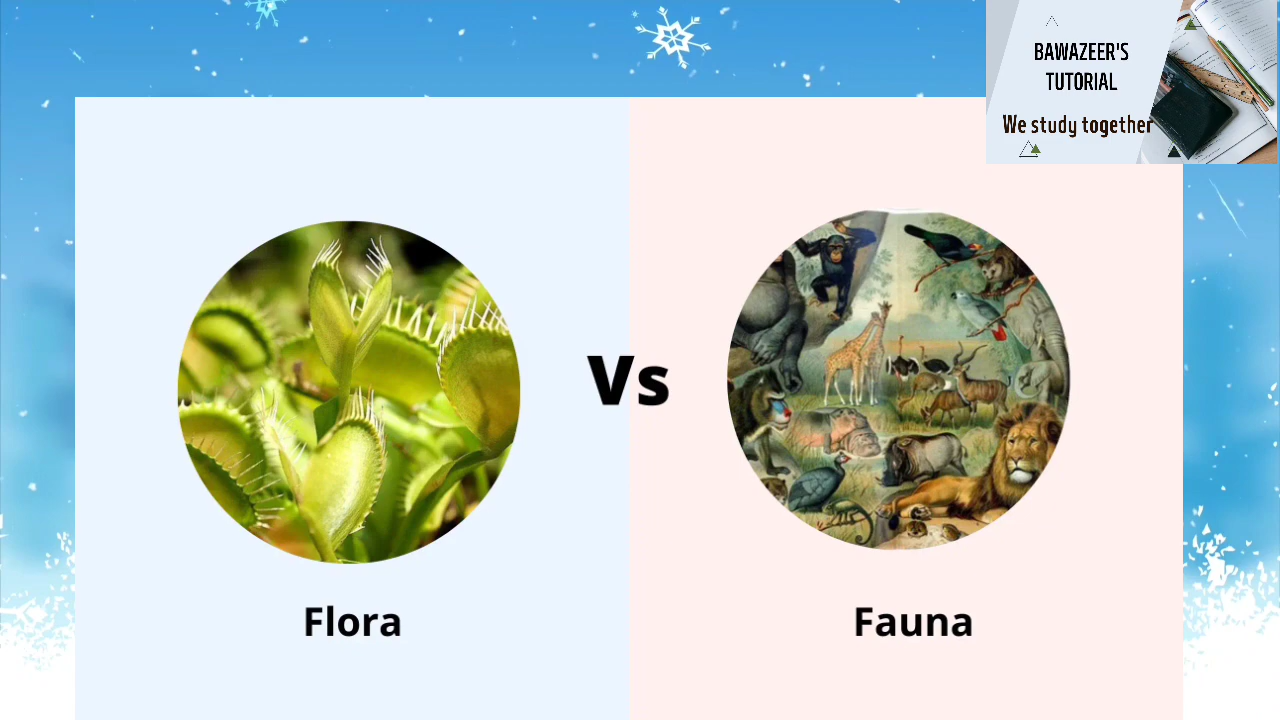 BAWAZEER'S
TUTORIAL
We study together
Vs
Flora
Fauna